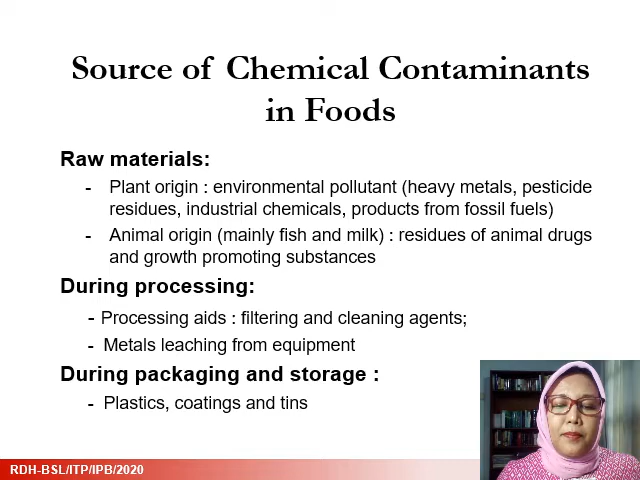 Source of Chemical Contaminants
in Foods
Raw materials:
- Plant origin : environmental pollutant (heavy metals, pesticide
residues, industrial chemicals, products from fossil fuels)
- Animal origin (mainly fish and milk) : residues of animal drugs
and growth promoting substances
During processing:
- Processing aids : filtering and cleaning agents;
- Metals leaching from equipment
During packaging and storage :
- Plastics, coatings and tins
RDH-BSL/ITP/IPB/2020